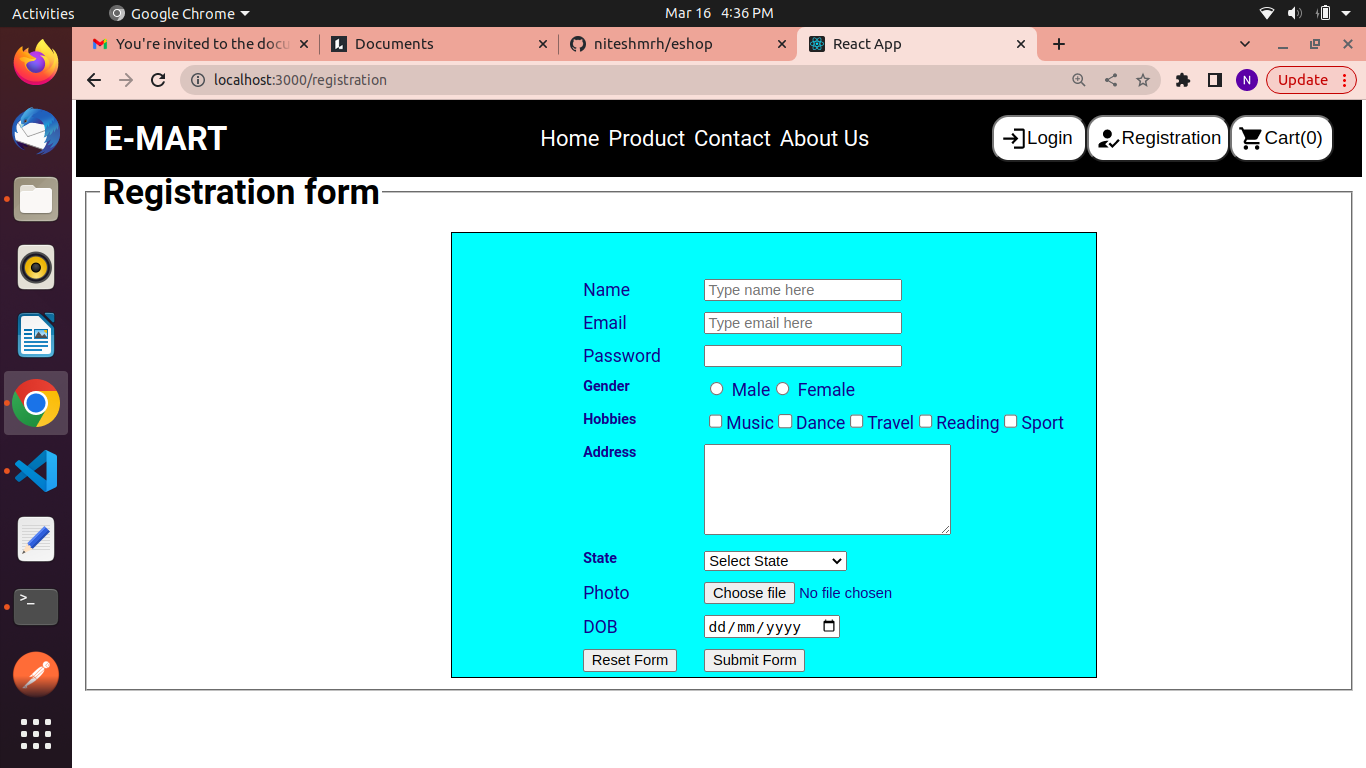 Activities Google Chrome Mar 16 4:36 PM
You're invited to the docu Documents niteshmrh/eshop React App
localhost:3000/registration N Update
E-MART Home Product Contact About Us Login Registration Cart(0)
Registration form
Name Type name here
Email Type email here
Password
Gender Male Female
Hobbies Music Dance Travel Reading Sport
Address
State Select State
Photo Choose file No file chosen
DOB dd/mm/yyyy
Reset Form Submit Form
>_